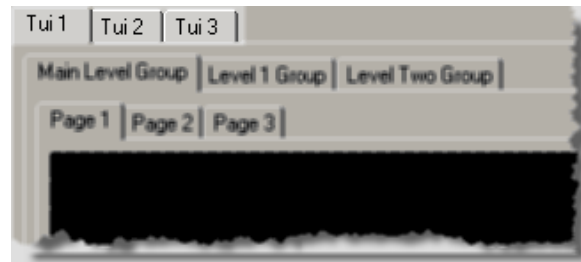 Tui 1 Tui 2 Tui 3
Main Level Group Level 1 Group Level Two Group
Page 1 Page 2 Page 3